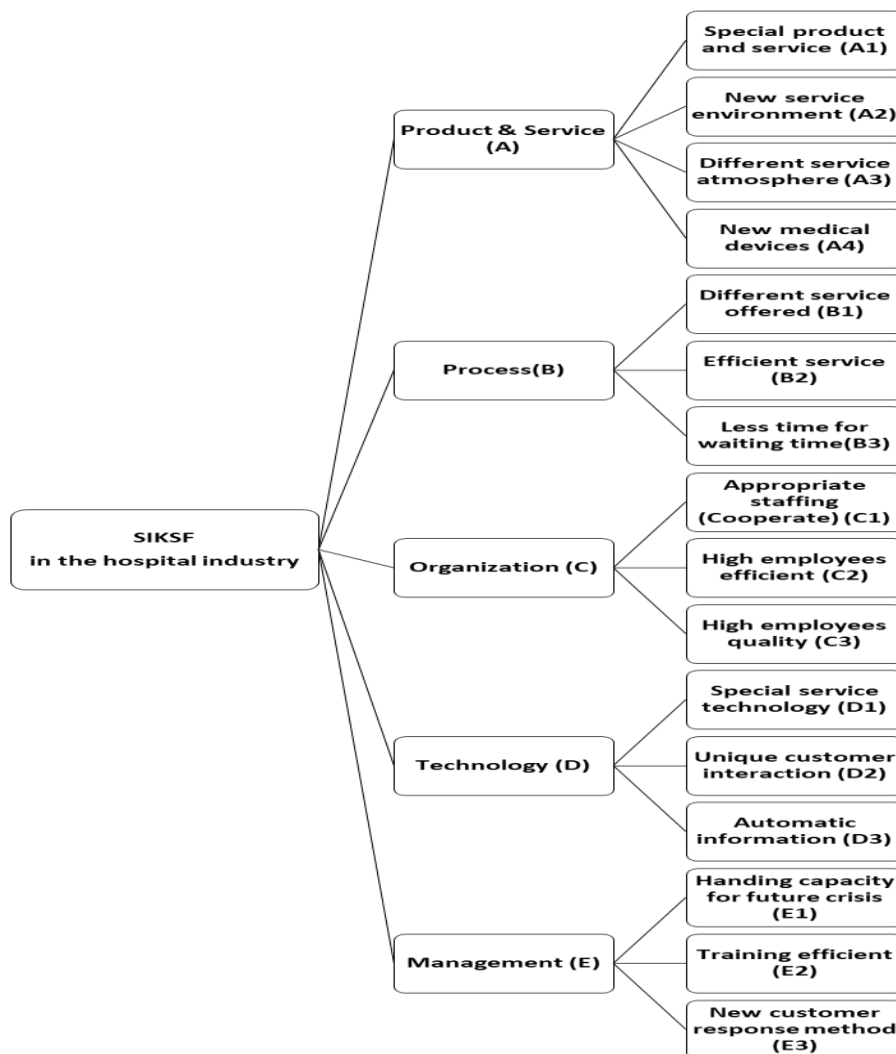 SIKSF
in the hospital industry
Product & Service
(A)
Special product
and service (A1)
New service
environment (A2)
Different service
atmosphere (A3)
New medical
devices (A4)
Process(B)
Different service
offered (B1)
Efficient service
(B2)
Less time for
waiting time(B3)
Organization (C)
Appropriate
staffing
(Cooperate) (C1)
High employees
efficient (C2)
High employees
quality (C3)
Technology (D)
Special service
technology (D1)
Unique customer
interaction (D2)
Automatic
information (D3)
Management (E)
Handing capacity
for future crisis
(E1)
Training efficient
(E2)
New customer
response method
(E3)